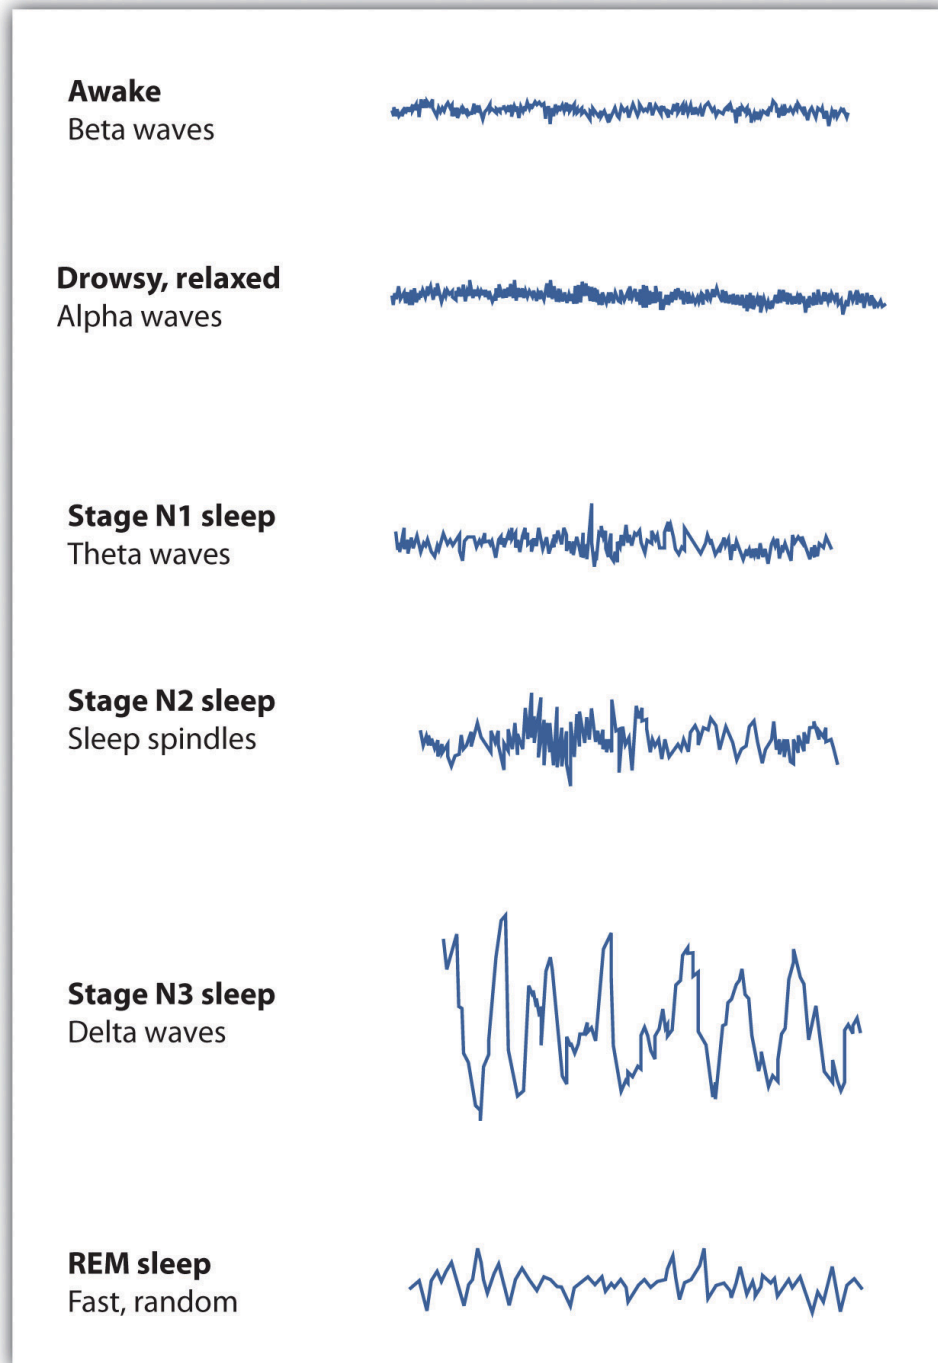 Awake
Beta waves
Drowsy, relaxed
Alpha waves
Stage N1 sleep
Theta waves
Stage N2 sleep
Sleep spindles
Stage N3 sleep
Delta waves
REM sleep
Fast, random